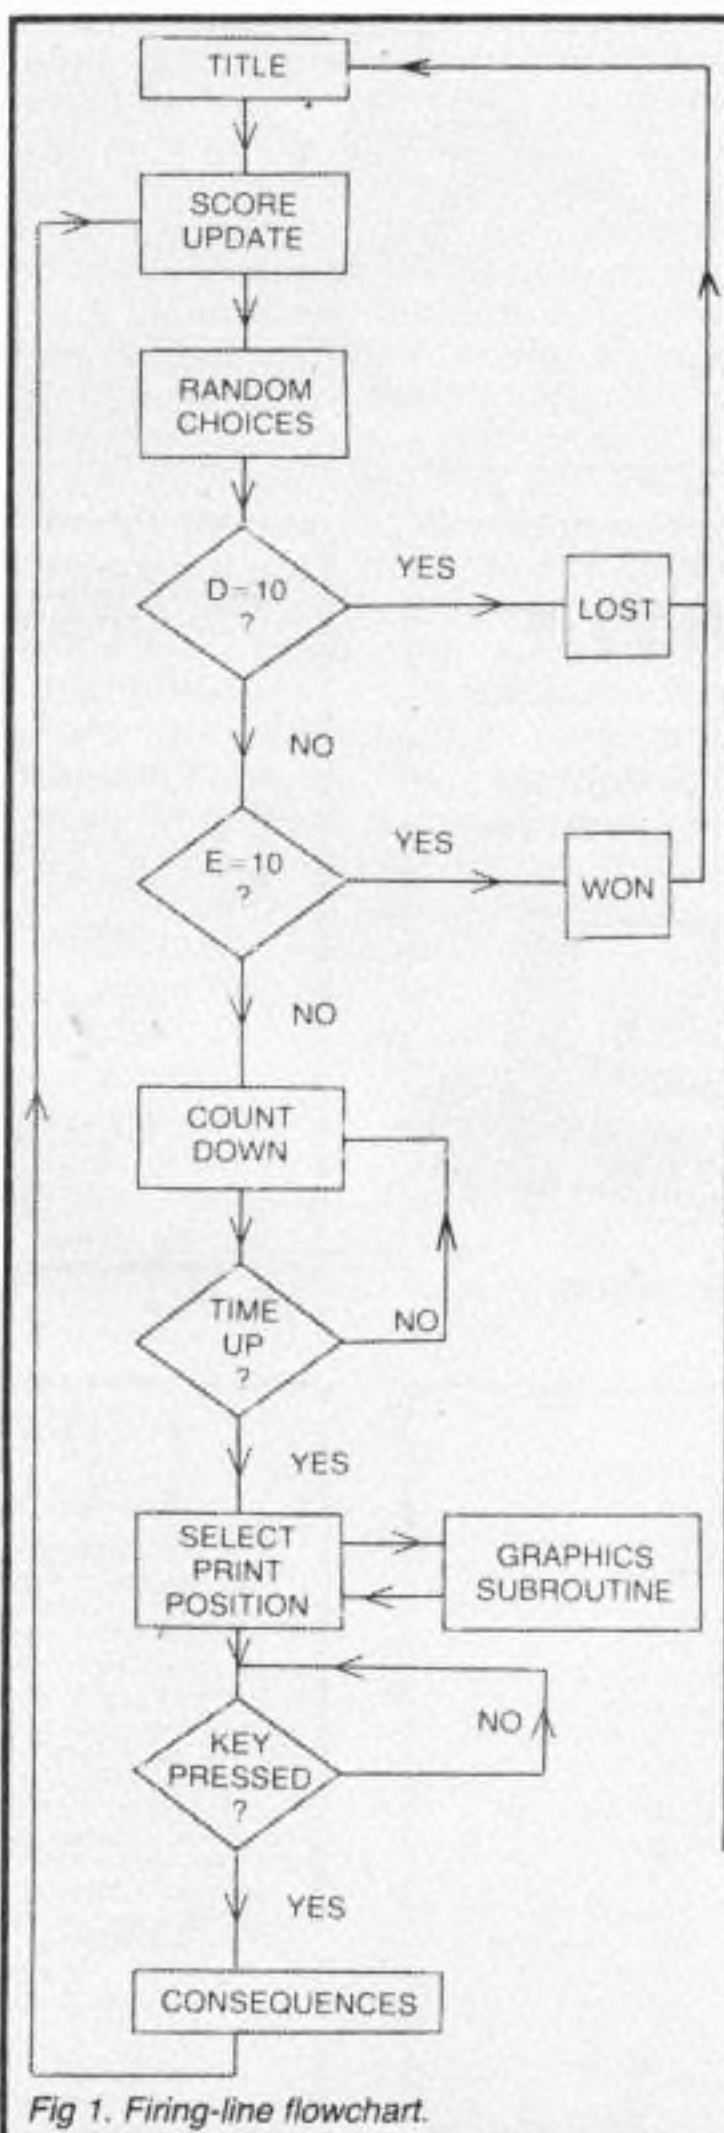 TITLE
SCORE
UPDATE
RANDOM
CHOICES
D=10
?
YES
LOST
NO
E=10
?
YES
WON
NO
COUNT
DOWN
TIME
UP
?
NO
YES
SELECT
PRINT
POSITION
GRAPHICS
SUBROUTINE
KEY
PRESSED
?
NO
YES
CONSEQUENCES
Fig 1. Firing-line flowchart.